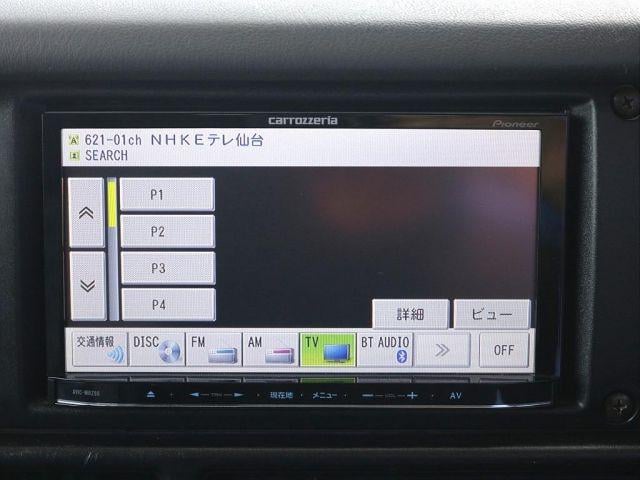 carrozzeria
Pioneer
621-01ch NHKEテレ仙台
SEARCH
P1
P2
P3
P4
詳細 ビュー
交通情報 DISC FM AM TV BT AUDIO OFF
現在地 メニュー VOL AV